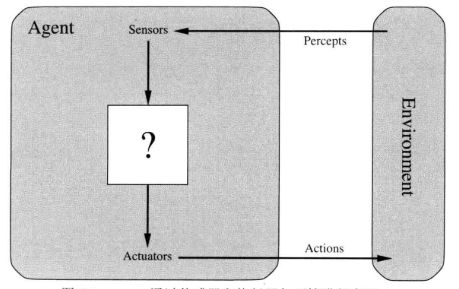 Agent
Sensors
Percepts
?
Environment
Actuators
Actions